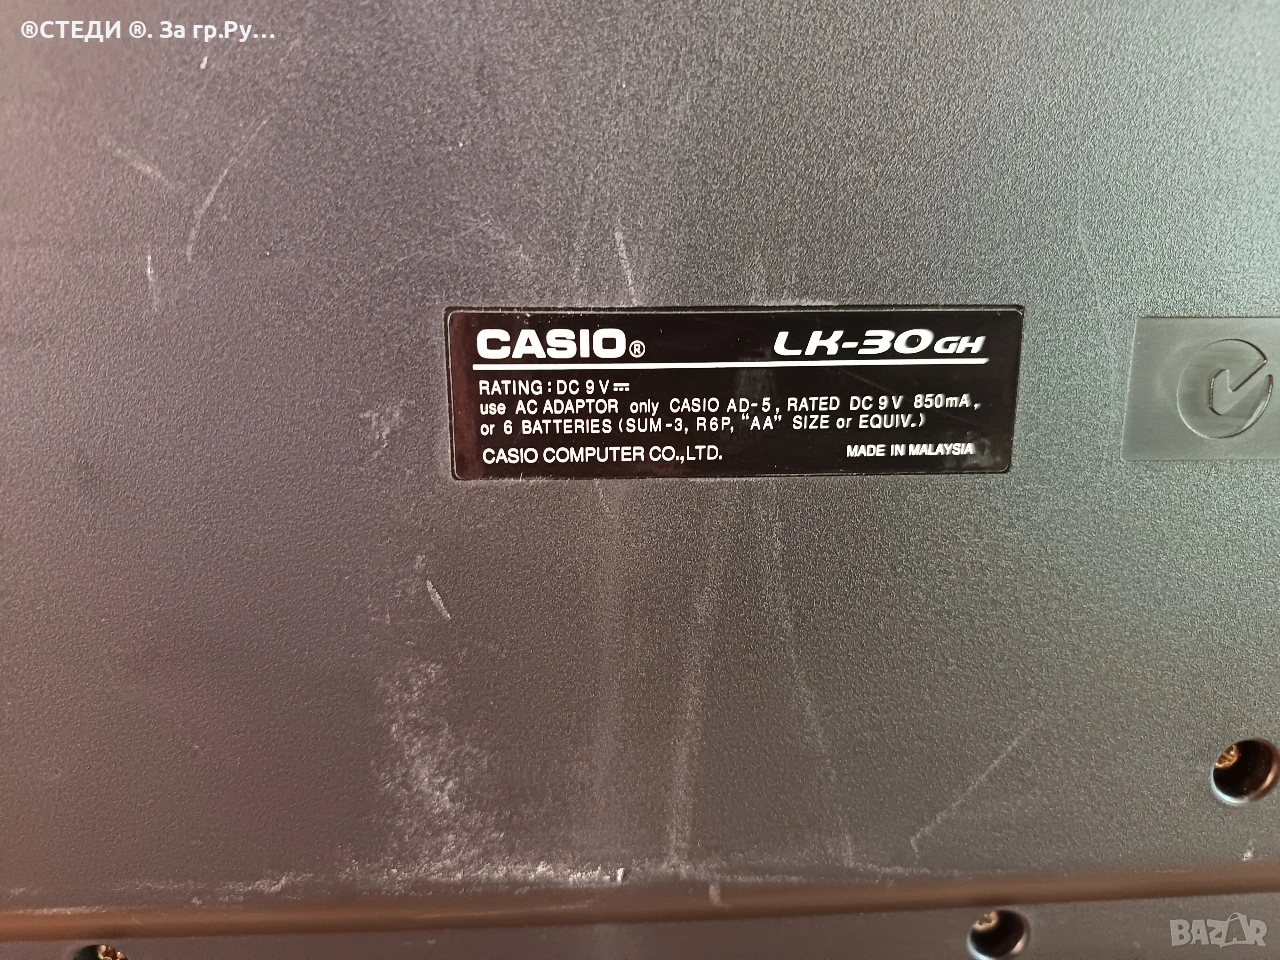 ®СТЕДИ ®. За гр.Ру...
CASIO® LK-30GH
RATING : DC 9 V⎓
use AC ADAPTOR only CASIO AD-5, RATED DC 9V 850mA,
or 6 BATTERIES (SUM-3, R6P, "AA" SIZE or EQUIV.)
CASIO COMPUTER CO.,LTD. MADE IN MALAYSIA
BAZAR